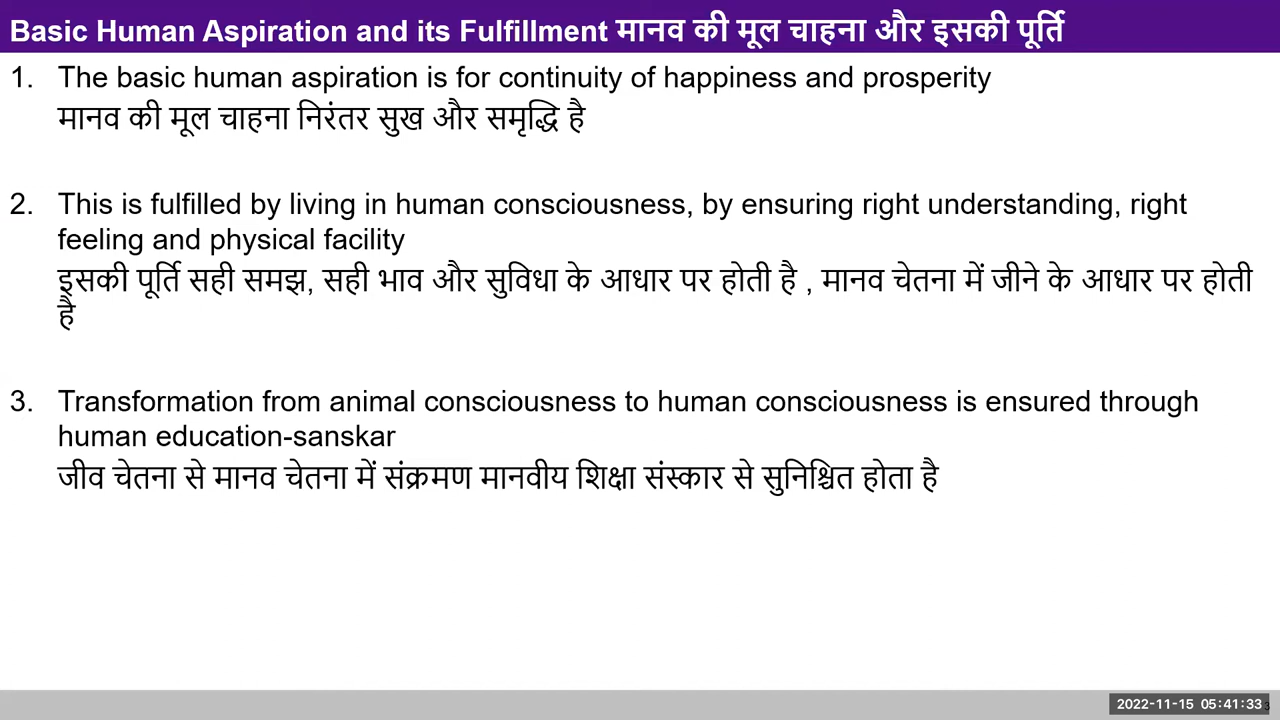 Basic Human Aspiration and its Fulfillment मानव की मूल चाहना और इसकी पूर्ति
1. The basic human aspiration is for continuity of happiness and prosperity
मानव की मूल चाहना निरंतर सुख और समृद्धि है
2. This is fulfilled by living in human consciousness, by ensuring right understanding, right
feeling and physical facility
इसकी पूर्ति सही समझ, सही भाव और सुविधा के आधार पर होती है , मानव चेतना में जीने के आधार पर होती
है
3. Transformation from animal consciousness to human consciousness is ensured through
human education-sanskar
जीव चेतना से मानव चेतना में संक्रमण मानवीय शिक्षा संस्कार से सुनिश्चित होता है
2022-11-15 05:41:33
3